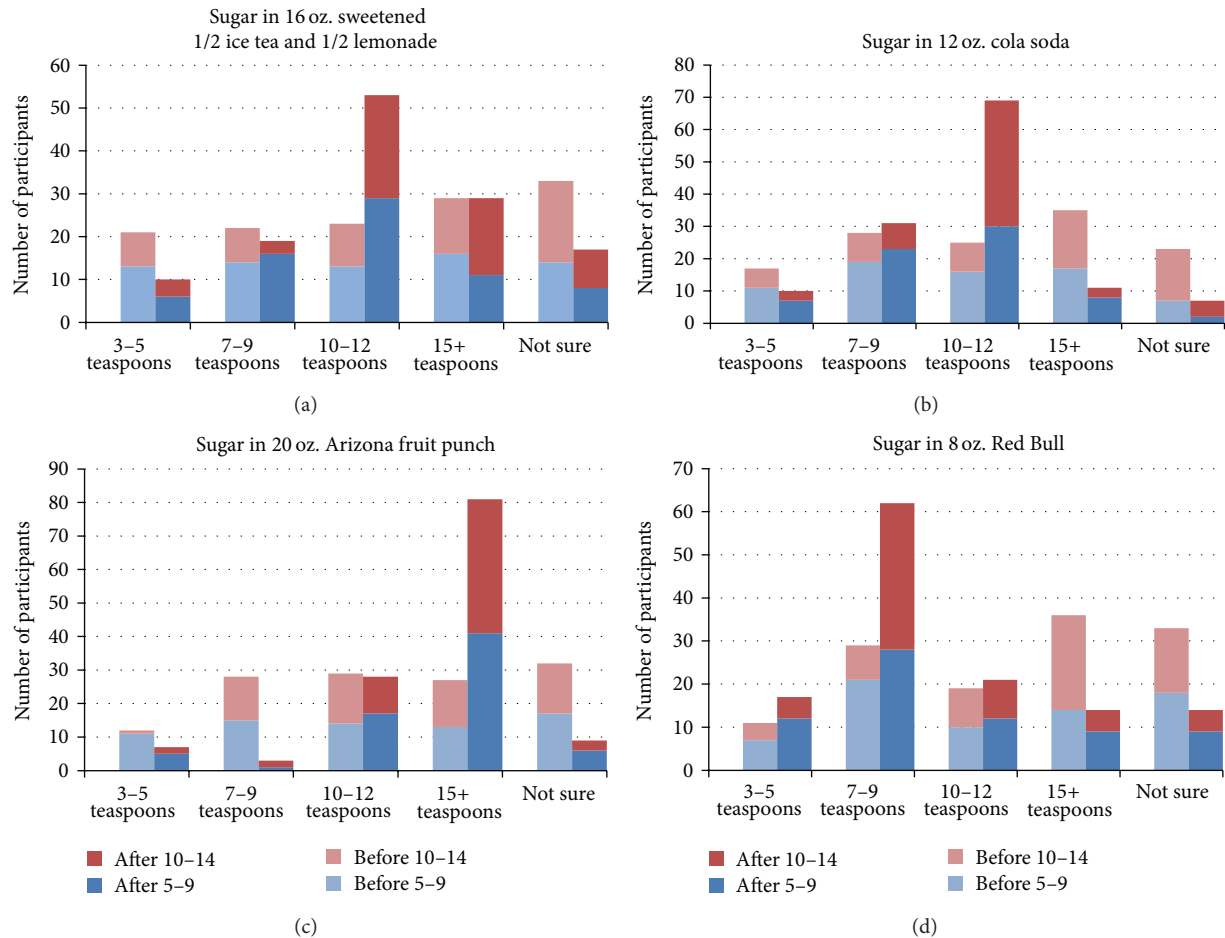 Sugar in 16 oz. sweetened
1/2 ice tea and 1/2 lemonade
60
50
40
30
20
10
0
Number of participants
3–5
teaspoons
7–9
teaspoons
10–12
teaspoons
15+
teaspoons
Not sure
(a)
Sugar in 12 oz. cola soda
80
70
60
50
40
30
20
10
0
Number of participants
3–5
teaspoons
7–9
teaspoons
10–12
teaspoons
15+
teaspoons
Not sure
(b)
Sugar in 20 oz. Arizona fruit punch
90
80
70
60
50
40
30
20
10
0
Number of participants
3–5
teaspoons
7–9
teaspoons
10–12
teaspoons
15+
teaspoons
Not sure
After 10–14
After 5–9
Before 10–14
Before 5–9
(c)
Sugar in 8 oz. Red Bull
70
60
50
40
30
20
10
0
Number of participants
3–5
teaspoons
7–9
teaspoons
10–12
teaspoons
15+
teaspoons
Not sure
After 10–14
After 5–9
Before 10–14
Before 5–9
(d)